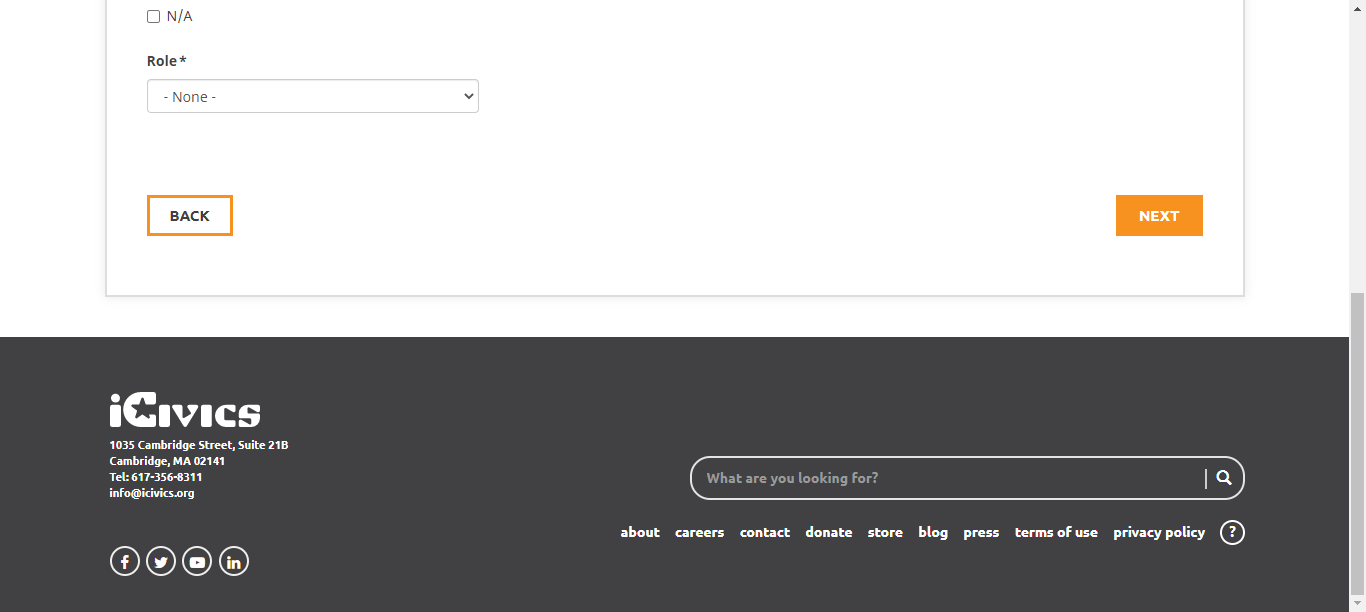 N/A
Role*
- None -
BACK
NEXT
iCivics
1035 Cambridge Street, Suite 21B
Cambridge, MA 02141
Tel: 617-356-8311
info@icivics.org
What are you looking for?
about careers contact donate store blog press terms of use privacy policy ?